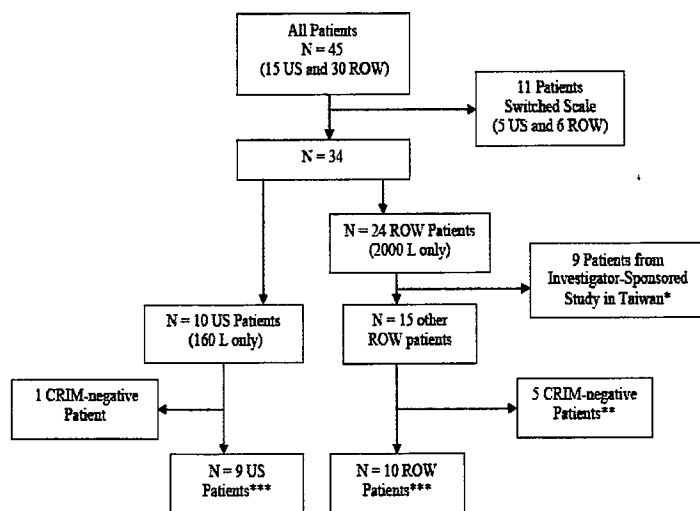 All Patients
N = 45
(15 US and 30 ROW)
11 Patients
Switched Scale
(5 US and 6 ROW)
N = 34
N = 24 ROW Patients
(2000 L only)
9 Patients from
Investigator-Sponsored
Study in Taiwan*
N = 10 US Patients
(160 L only)
N = 15 other
ROW patients
1 CRIM-negative
Patient
5 CRIM-negative
Patients**
N = 9 US
Patients***
N = 10 ROW
Patients***